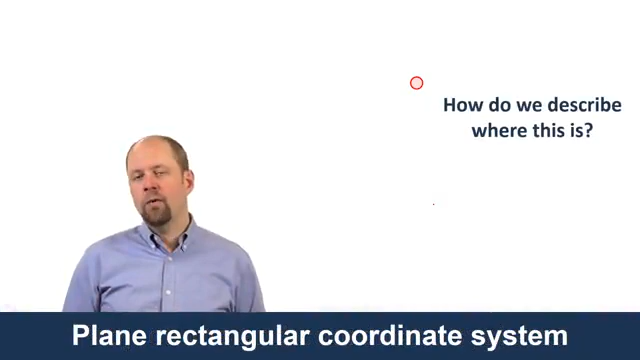 How do we describe
where this is?
Plane rectangular coordinate system